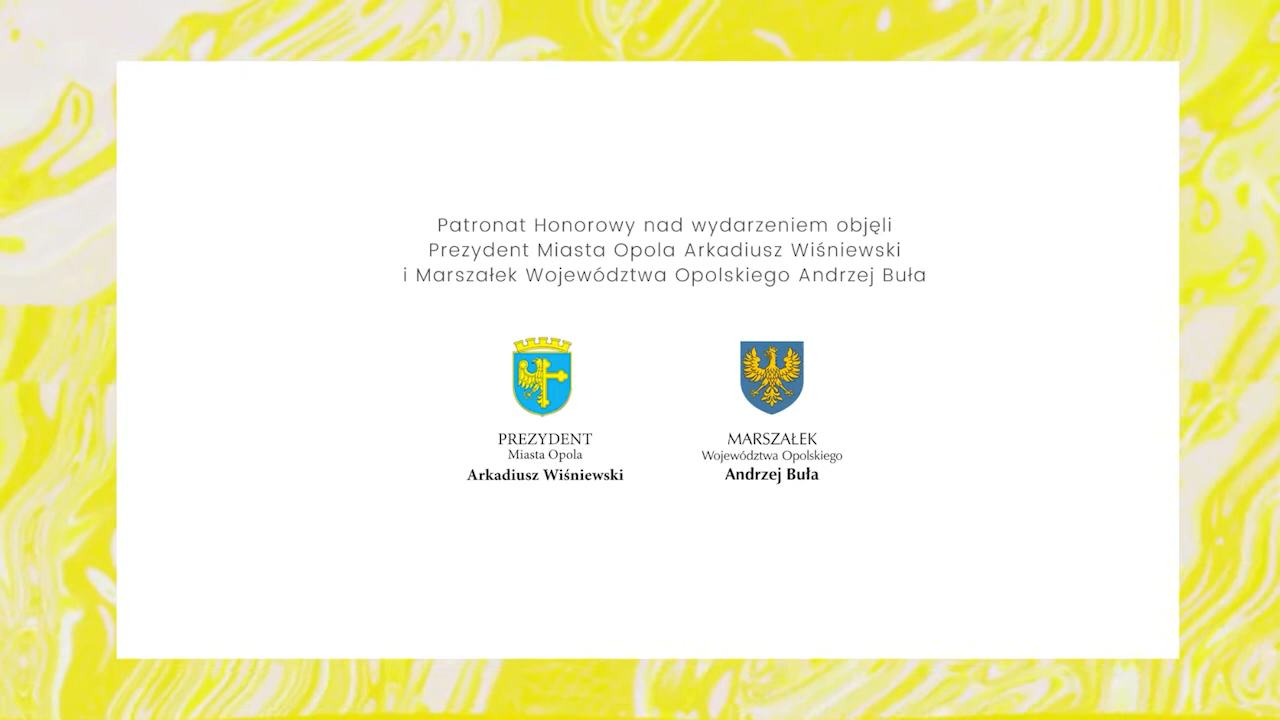 Patronat Honorowy nad wydarzeniem objęli
Prezydent Miasta Opola Arkadiusz Wiśniewski
i Marszałek Województwa Opolskiego Andrzej Buła
PREZYDENT
Miasta Opola
Arkadiusz Wiśniewski
MARSZAŁEK
Województwa Opolskiego
Andrzej Buła